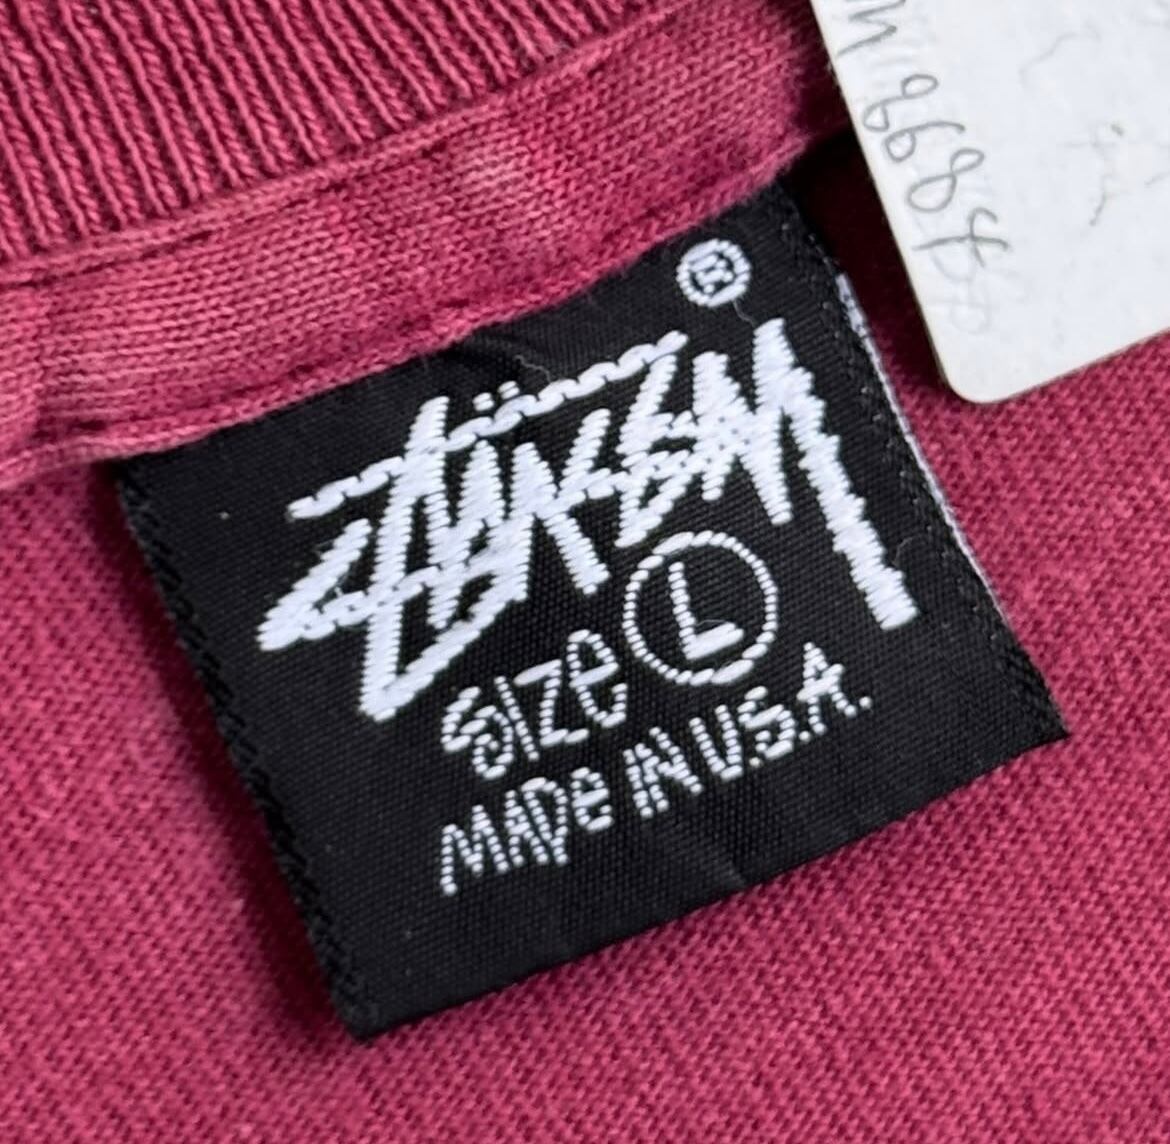 ®
STÜSSY
SIZe L
MADe IN U.S.A.